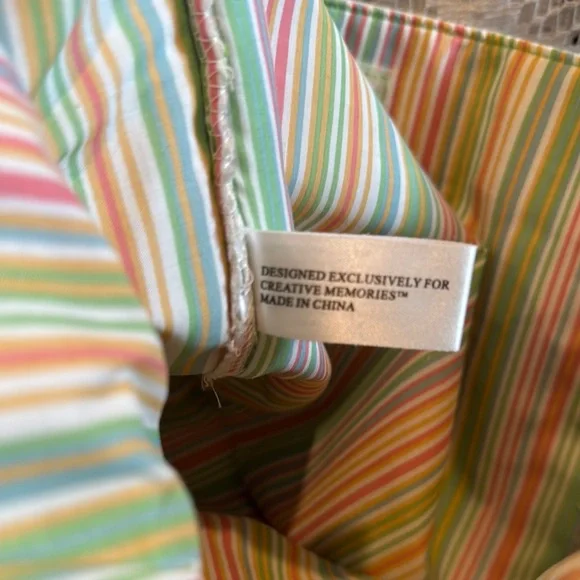 DESIGNED EXCLUSIVELY FOR
CREATIVE MEMORIES™
MADE IN CHINA